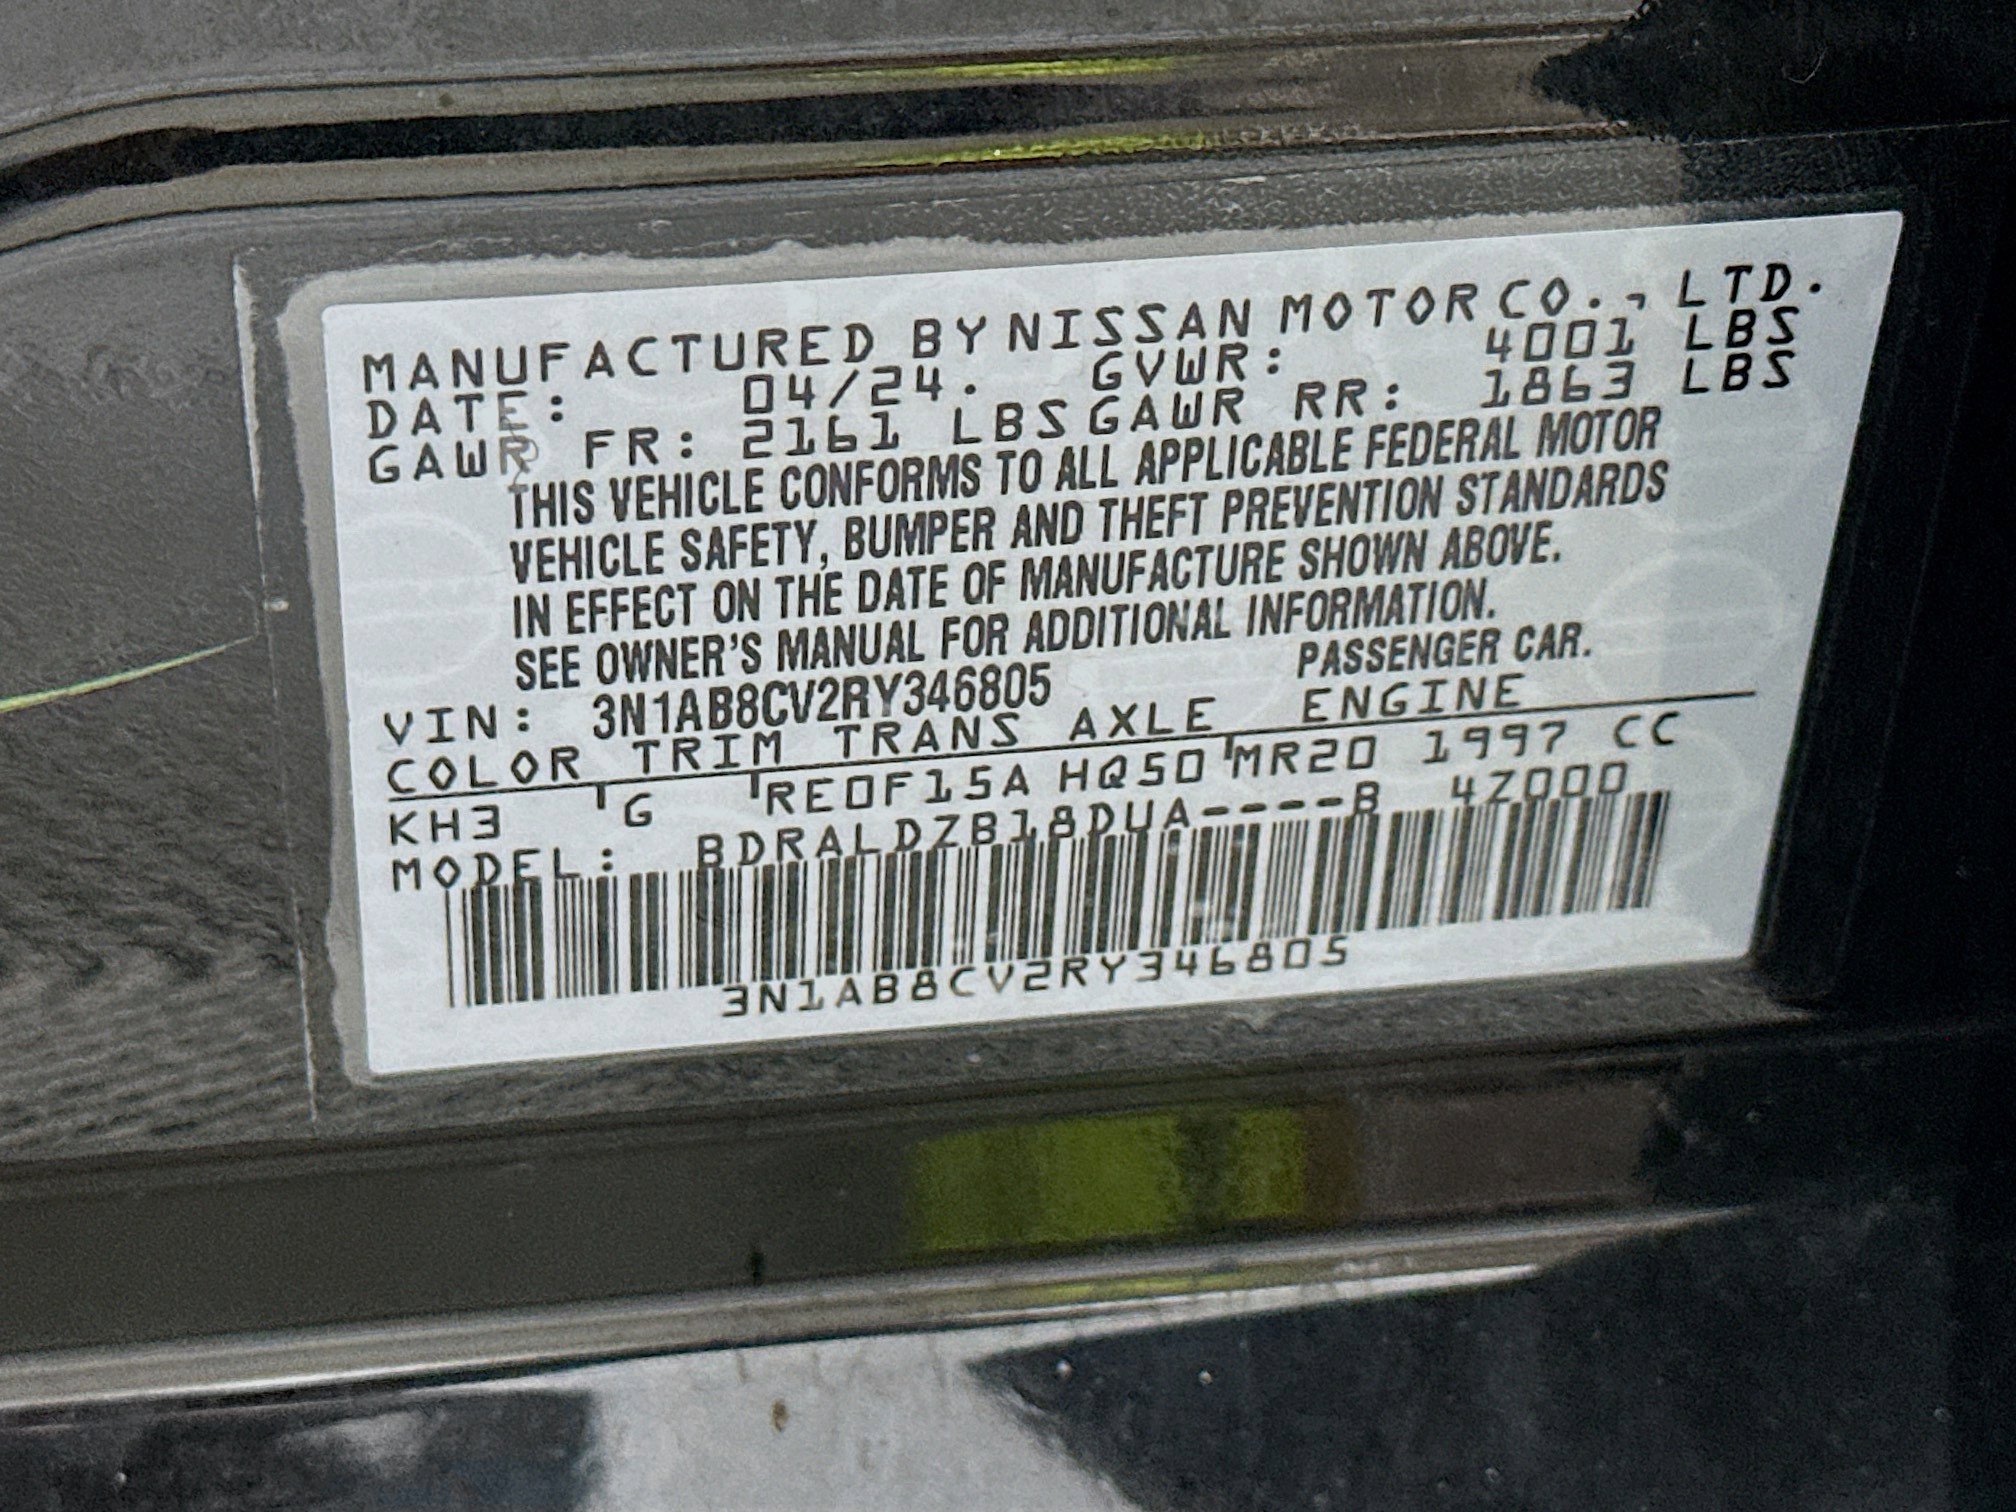 MANUFACTURED BY NISSAN MOTOR CO., LTD.
DATE: 04/24. GVWR: 4001 LBS
GAWR FR: 2161 LBS GAWR RR: 1863 LBS
THIS VEHICLE CONFORMS TO ALL APPLICABLE FEDERAL MOTOR
VEHICLE SAFETY, BUMPER AND THEFT PREVENTION STANDARDS
IN EFFECT ON THE DATE OF MANUFACTURE SHOWN ABOVE.
SEE OWNER'S MANUAL FOR ADDITIONAL INFORMATION.
VIN: 3N1AB8CV2RY346805 PASSENGER CAR.
COLOR TRIM TRANS AXLE ENGINE
KH3 G RE0F15A HQ50 MR20 1997 CC
MODEL: BDRALDZB18DUA----B 4Z000
3N1AB8CV2RY346805